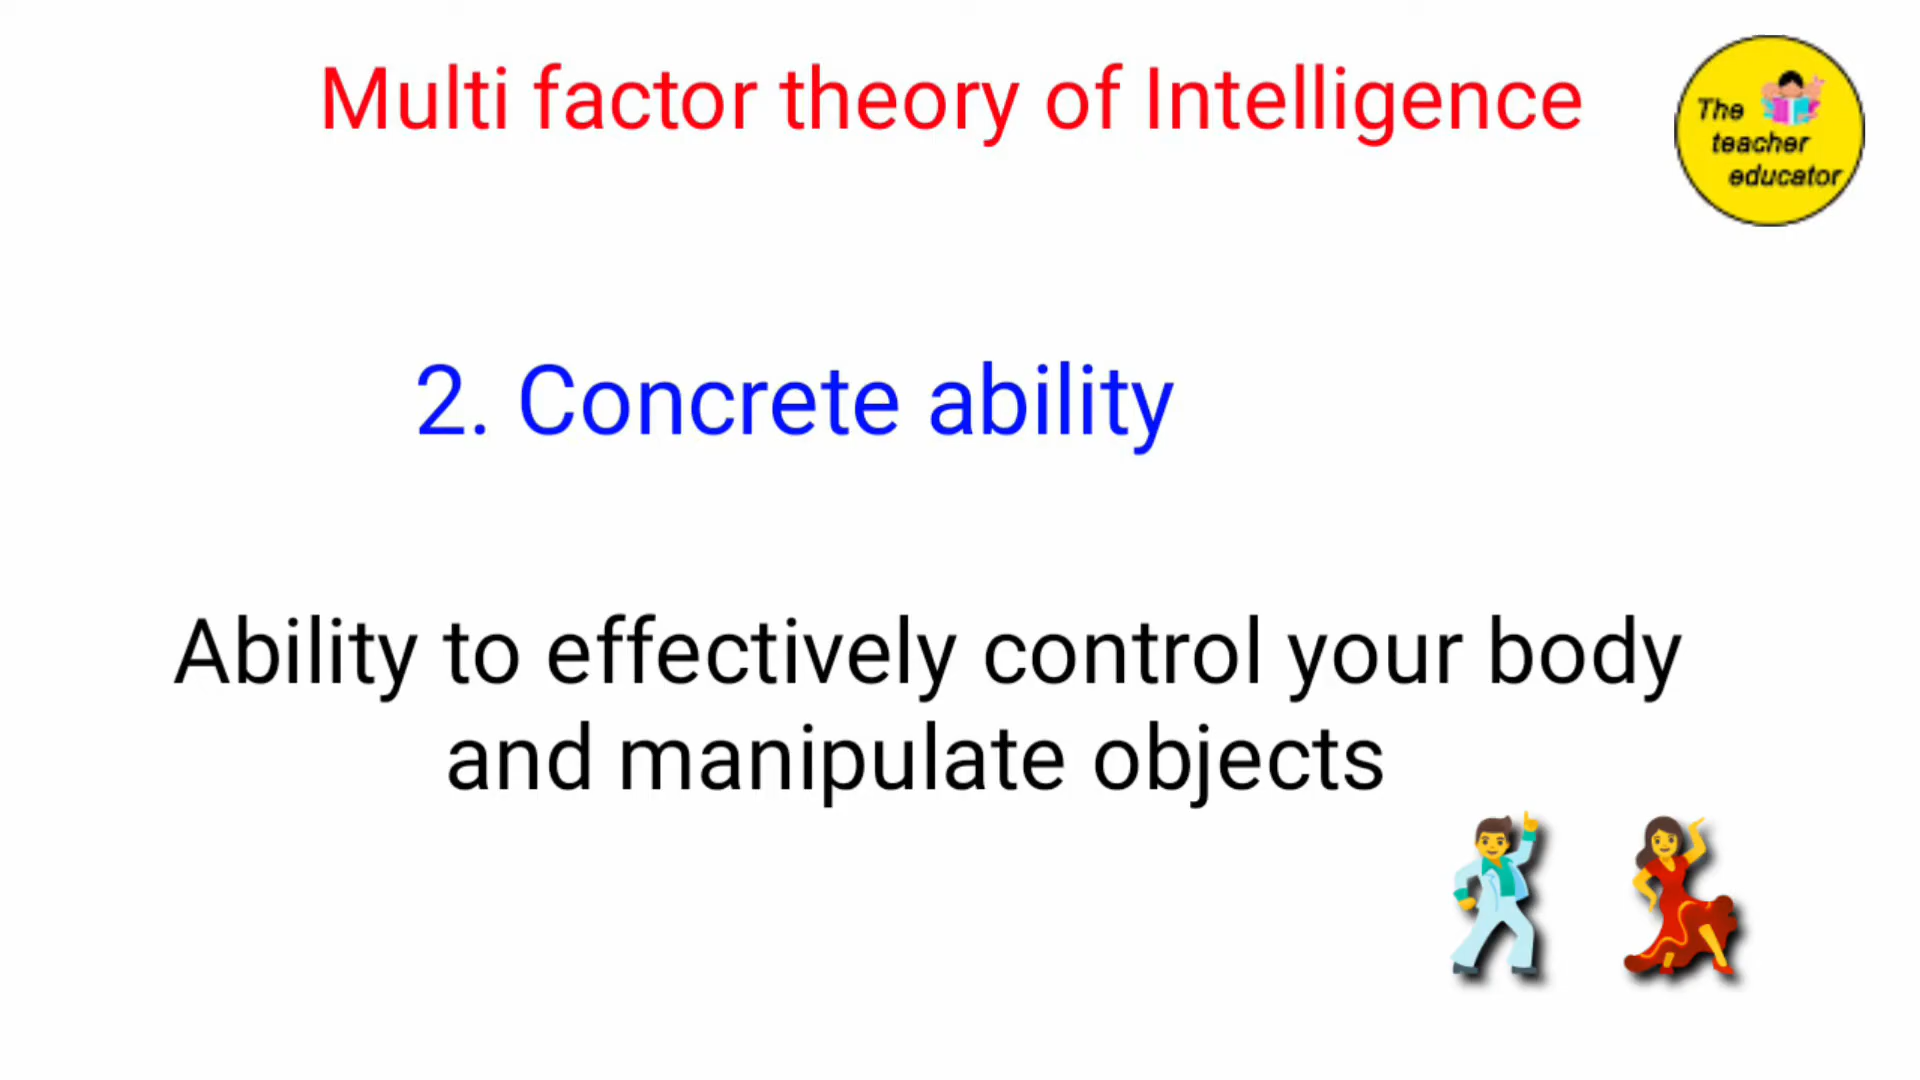 Multi factor theory of Intelligence
The
teacher
educator
2. Concrete ability
Ability to effectively control your body
and manipulate objects